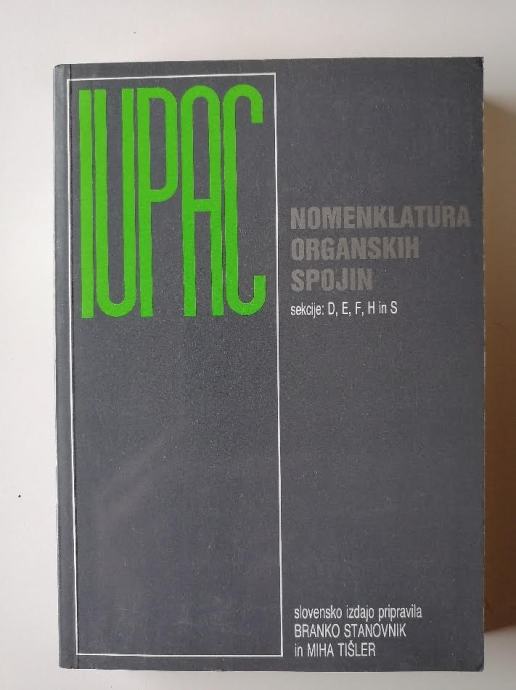 IUPAC
NOMENKLATURA
ORGANSKIH
SPOJIN
sekcije: D, E, F, H in S
slovensko izdajo pripravila
BRANKO STANOVNIK
in MIHA TIŠLER